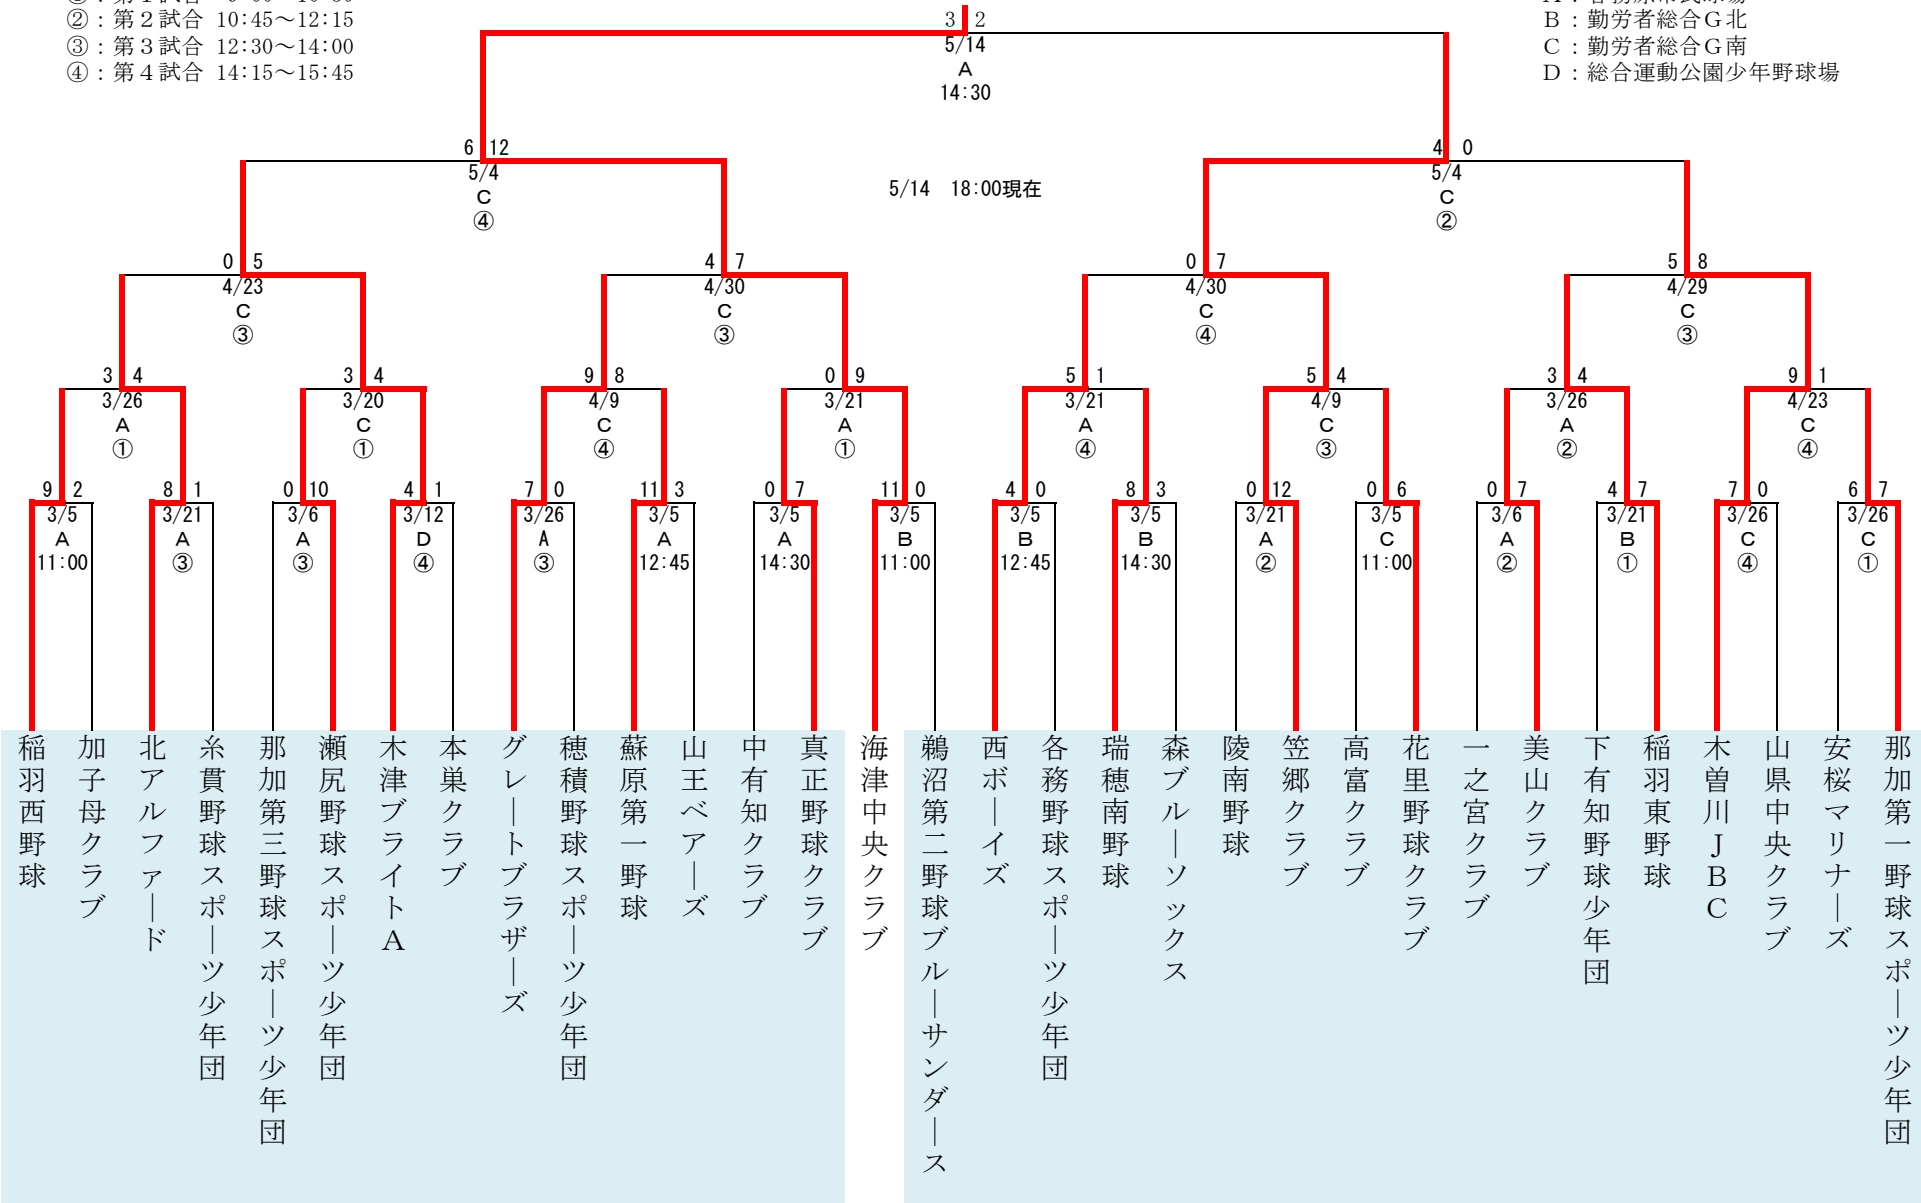 ②：第２試合 10:45～12:15
③：第３試合 12:30～14:00
④：第４試合 14:15～15:45
B：勤労者総合G北
C：勤労者総合G南
D：総合運動公園少年野球場
3 2
5/14
A
14:30
6 12
5/4
C
④
4 0
5/4
C
②
5/14 18:00現在
0 5
4/23
C
③
4 7
4/30
C
③
0 7
4/30
C
④
5 8
4/29
C
③
3 4
3/26
A
①
3 4
3/20
C
①
9 8
4/9
C
④
0 9
3/21
A
①
5 1
3/21
A
④
5 4
4/9
C
③
3 4
3/26
A
②
9 1
4/23
C
④
9 2
3/5
A
11:00
8 1
3/21
A
③
0 10
3/6
A
③
4 1
3/12
D
④
7 0
3/26
A
③
11 3
3/5
A
12:45
0 7
3/5
A
14:30
11 0
3/5
B
11:00
4 0
3/5
B
12:45
8 3
3/5
B
14:30
0 12
3/21
A
②
0 6
3/5
C
11:00
0 7
3/6
A
②
4 7
3/21
B
①
7 0
3/26
C
④
6 7
3/26
C
①
稲羽西野球
加子母クラブ
北アルファード
糸貫野球スポーツ少年団
那加第三野球スポーツ少年団
瀬尻野球スポーツ少年団
木津ブライトA
本巣クラブ
グレートブラザーズ
穂積野球スポーツ少年団
蘇原第一野球
山王ベアーズ
中有知クラブ
真正野球クラブ
海津中央クラブ
鵜沼第二野球ブルーサンダース
西ボーイズ
各務野球スポーツ少年団
瑞穂南野球
森ブルーソックス
陵南野球
笠郷クラブ
高富クラブ
花里野球クラブ
一之宮クラブ
美山クラブ
下有知野球少年団
稲羽東野球
木曽川JBC
山県中央クラブ
安桜マリナーズ
那加第一野球スポーツ少年団